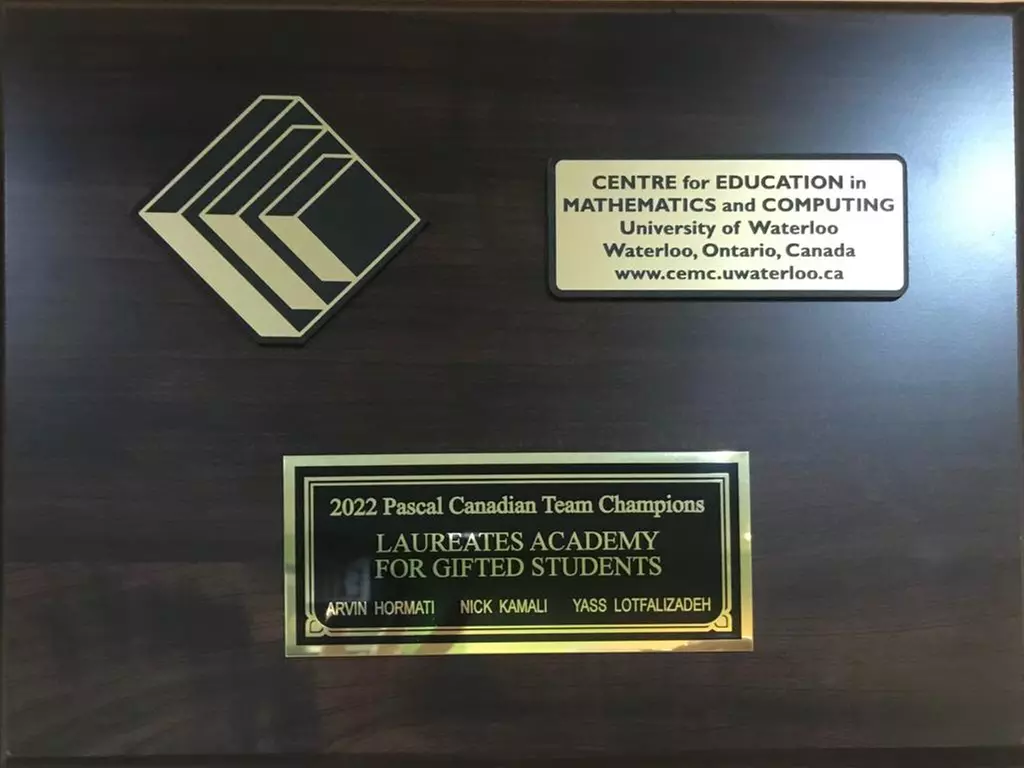 CENTRE for EDUCATION in
MATHEMATICS and COMPUTING
University of Waterloo
Waterloo, Ontario, Canada
www.cemc.uwaterloo.ca
2022 Pascal Canadian Team Champions
LAUREATES ACADEMY
FOR GIFTED STUDENTS
ARVIN HORMATI NICK KAMALI YASS LOTFALIZADEH